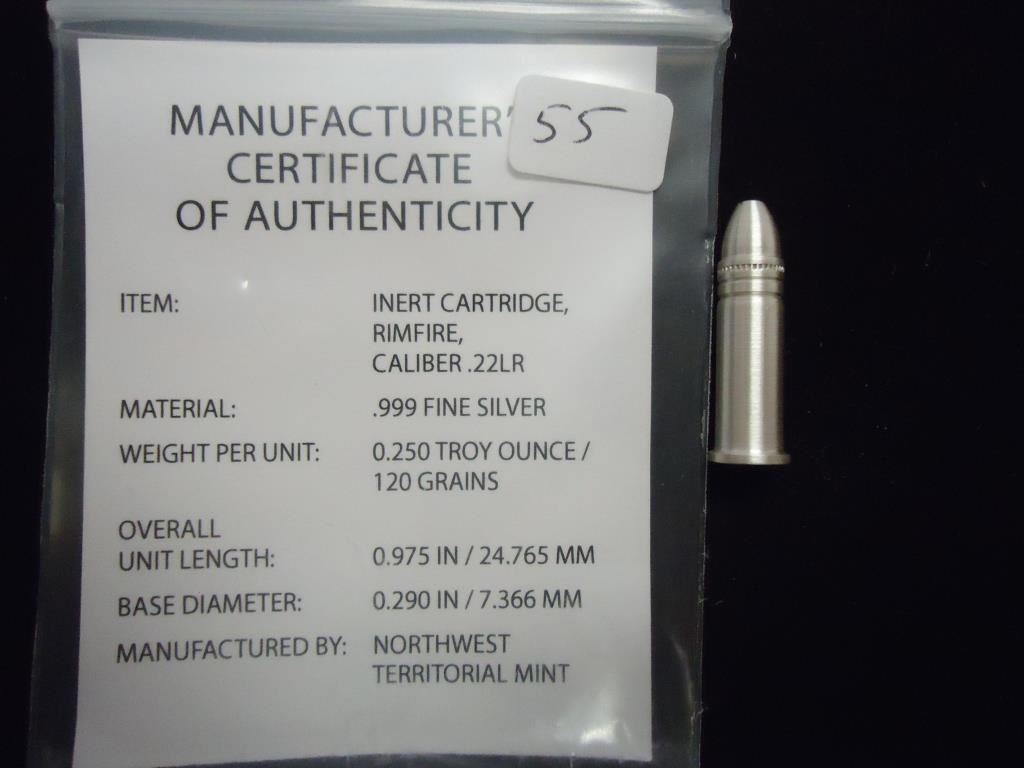 MANUFACTURER'
55
CERTIFICATE
OF AUTHENTICITY
ITEM: INERT CARTRIDGE,
RIMFIRE,
CALIBER .22LR
MATERIAL: .999 FINE SILVER
WEIGHT PER UNIT: 0.250 TROY OUNCE /
120 GRAINS
OVERALL
UNIT LENGTH: 0.975 IN / 24.765 MM
BASE DIAMETER: 0.290 IN / 7.366 MM
MANUFACTURED BY: NORTHWEST
TERRITORIAL MINT